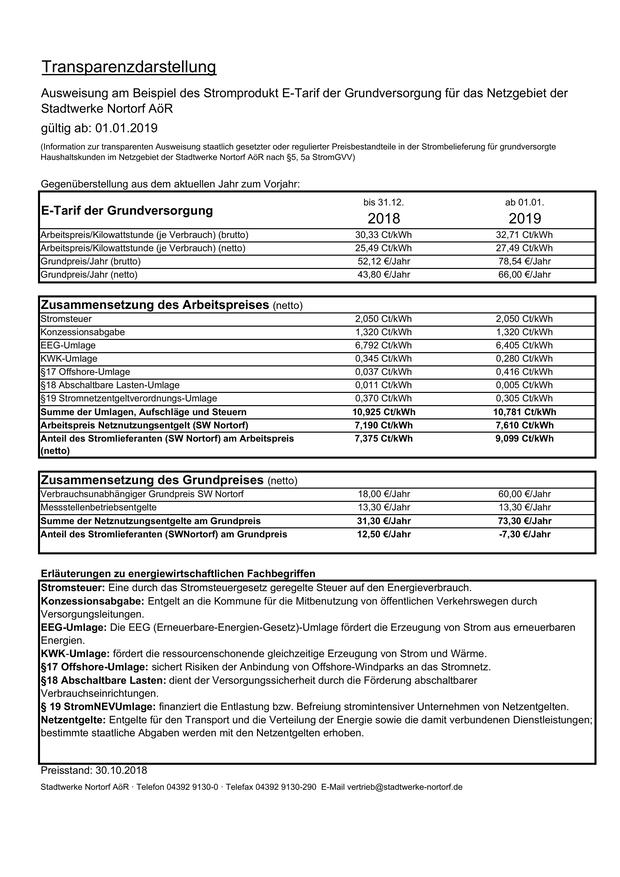 Transparenzdarstellung
Ausweisung am Beispiel des Stromprodukt E-Tarif der Grundversorgung für das Netzgebiet der
Stadtwerke Nortorf AöR
gültig ab: 01.01.2019
(Information zur transparenten Ausweisung staatlich gesetzter oder regulierter Preisbestandteile in der Strombelieferung für grundversorgte
Haushaltskunden im Netzgebiet der Stadtwerke Nortorf AöR nach §5, 5a StromGVV)
Gegenüberstellung aus dem aktuellen Jahr zum Vorjahr:
E-Tarif der Grundversorgung bis 31.12. 2018 ab 01.01. 2019
Arbeitspreis/Kilowattstunde (je Verbrauch) (brutto) 30,33 Ct/kWh 32,71 Ct/kWh
Arbeitspreis/Kilowattstunde (je Verbrauch) (netto) 25,49 Ct/kWh 27,49 Ct/kWh
Grundpreis/Jahr (brutto) 52,12 €/Jahr 78,54 €/Jahr
Grundpreis/Jahr (netto) 43,80 €/Jahr 66,00 €/Jahr
Zusammensetzung des Arbeitspreises (netto)
Stromsteuer 2,050 Ct/kWh 2,050 Ct/kWh
Konzessionsabgabe 1,320 Ct/kWh 1,320 Ct/kWh
EEG-Umlage 6,792 Ct/kWh 6,405 Ct/kWh
KWK-Umlage 0,345 Ct/kWh 0,280 Ct/kWh
§17 Offshore-Umlage 0,037 Ct/kWh 0,416 Ct/kWh
§18 Abschaltbare Lasten-Umlage 0,011 Ct/kWh 0,005 Ct/kWh
§19 Stromnetzentgeltverordnungs-Umlage 0,370 Ct/kWh 0,305 Ct/kWh
Summe der Umlagen, Aufschläge und Steuern 10,925 Ct/kWh 10,781 Ct/kWh
Arbeitspreis Netznutzungsentgelt (SW Nortorf) 7,190 Ct/kWh 7,610 Ct/kWh
Anteil des Stromlieferanten (SW Nortorf) am Arbeitspreis 7,375 Ct/kWh 9,099 Ct/kWh
(netto)
Zusammensetzung des Grundpreises (netto)
Verbrauchsunabhängiger Grundpreis SW Nortorf 18,00 €/Jahr 60,00 €/Jahr
Messstellenbetriebsentgelte 13,30 €/Jahr 13,30 €/Jahr
Summe der Netznutzungsentgelte am Grundpreis 31,30 €/Jahr 73,30 €/Jahr
Anteil des Stromlieferanten (SWNortorf) am Grundpreis 12,50 €/Jahr -7,30 €/Jahr
Erläuterungen zu energiewirtschaftlichen Fachbegriffen
Stromsteuer: Eine durch das Stromsteuergesetz geregelte Steuer auf den Energieverbrauch.
Konzessionsabgabe: Entgelt an die Kommune für die Mitbenutzung von öffentlichen Verkehrswegen durch
Versorgungsleitungen.
EEG-Umlage: Die EEG (Erneuerbare-Energien-Gesetz)-Umlage fördert die Erzeugung von Strom aus erneuerbaren
Energien.
KWK-Umlage: fördert die ressourcenschonende gleichzeitige Erzeugung von Strom und Wärme.
§17 Offshore-Umlage: sichert Risiken der Anbindung von Offshore-Windparks an das Stromnetz.
§18 Abschaltbare Lasten: dient der Versorgungssicherheit durch die Förderung abschaltbarer
Verbrauchseinrichtungen.
§ 19 StromNEVUmlage: finanziert die Entlastung bzw. Befreiung stromintensiver Unternehmen von Netzentgelten.
Netzentgelte: Entgelte für den Transport und die Verteilung der Energie sowie die damit verbundenen Dienstleistungen;
bestimmte staatliche Abgaben werden mit den Netzentgelten erhoben.
Preisstand: 30.10.2018
Stadtwerke Nortorf AöR · Telefon 04392 9130-0 · Telefax 04392 9130-290 E-Mail vertrieb@stadtwerke-nortorf.de